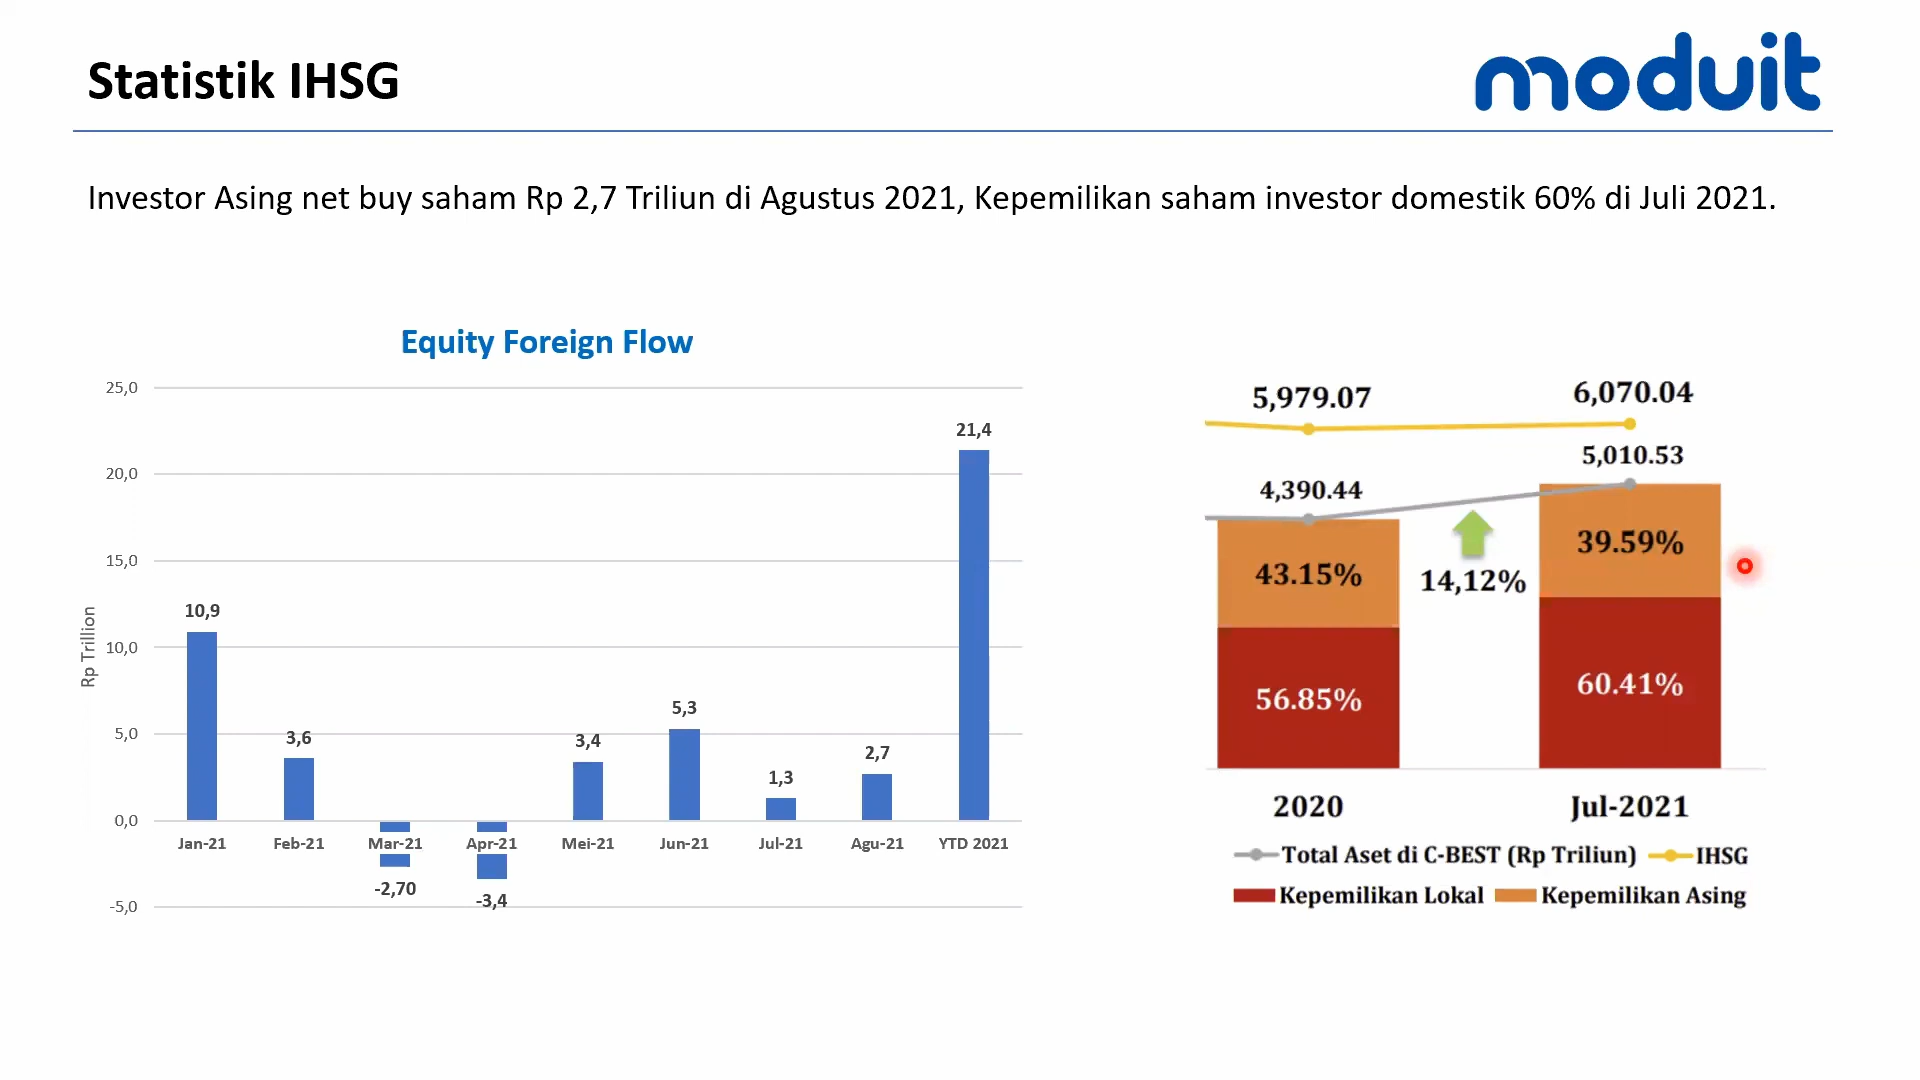 Statistik IHSG
moduit
Investor Asing net buy saham Rp 2,7 Triliun di Agustus 2021, Kepemilikan saham investor domestik 60% di Juli 2021.
Equity Foreign Flow
Rp Trillion
25,0
20,0
15,0
10,0
5,0
0,0
-5,0
10,9
3,6
-2,70
-3,4
3,4
5,3
1,3
2,7
21,4
Jan-21
Feb-21
Mar-21
Apr-21
Mei-21
Jun-21
Jul-21
Agu-21
YTD 2021
5,979.07
6,070.04
4,390.44
5,010.53
43.15%
14,12%
39.59%
56.85%
60.41%
2020
Jul-2021
Total Aset di C-BEST (Rp Triliun)
IHSG
Kepemilikan Lokal
Kepemilikan Asing